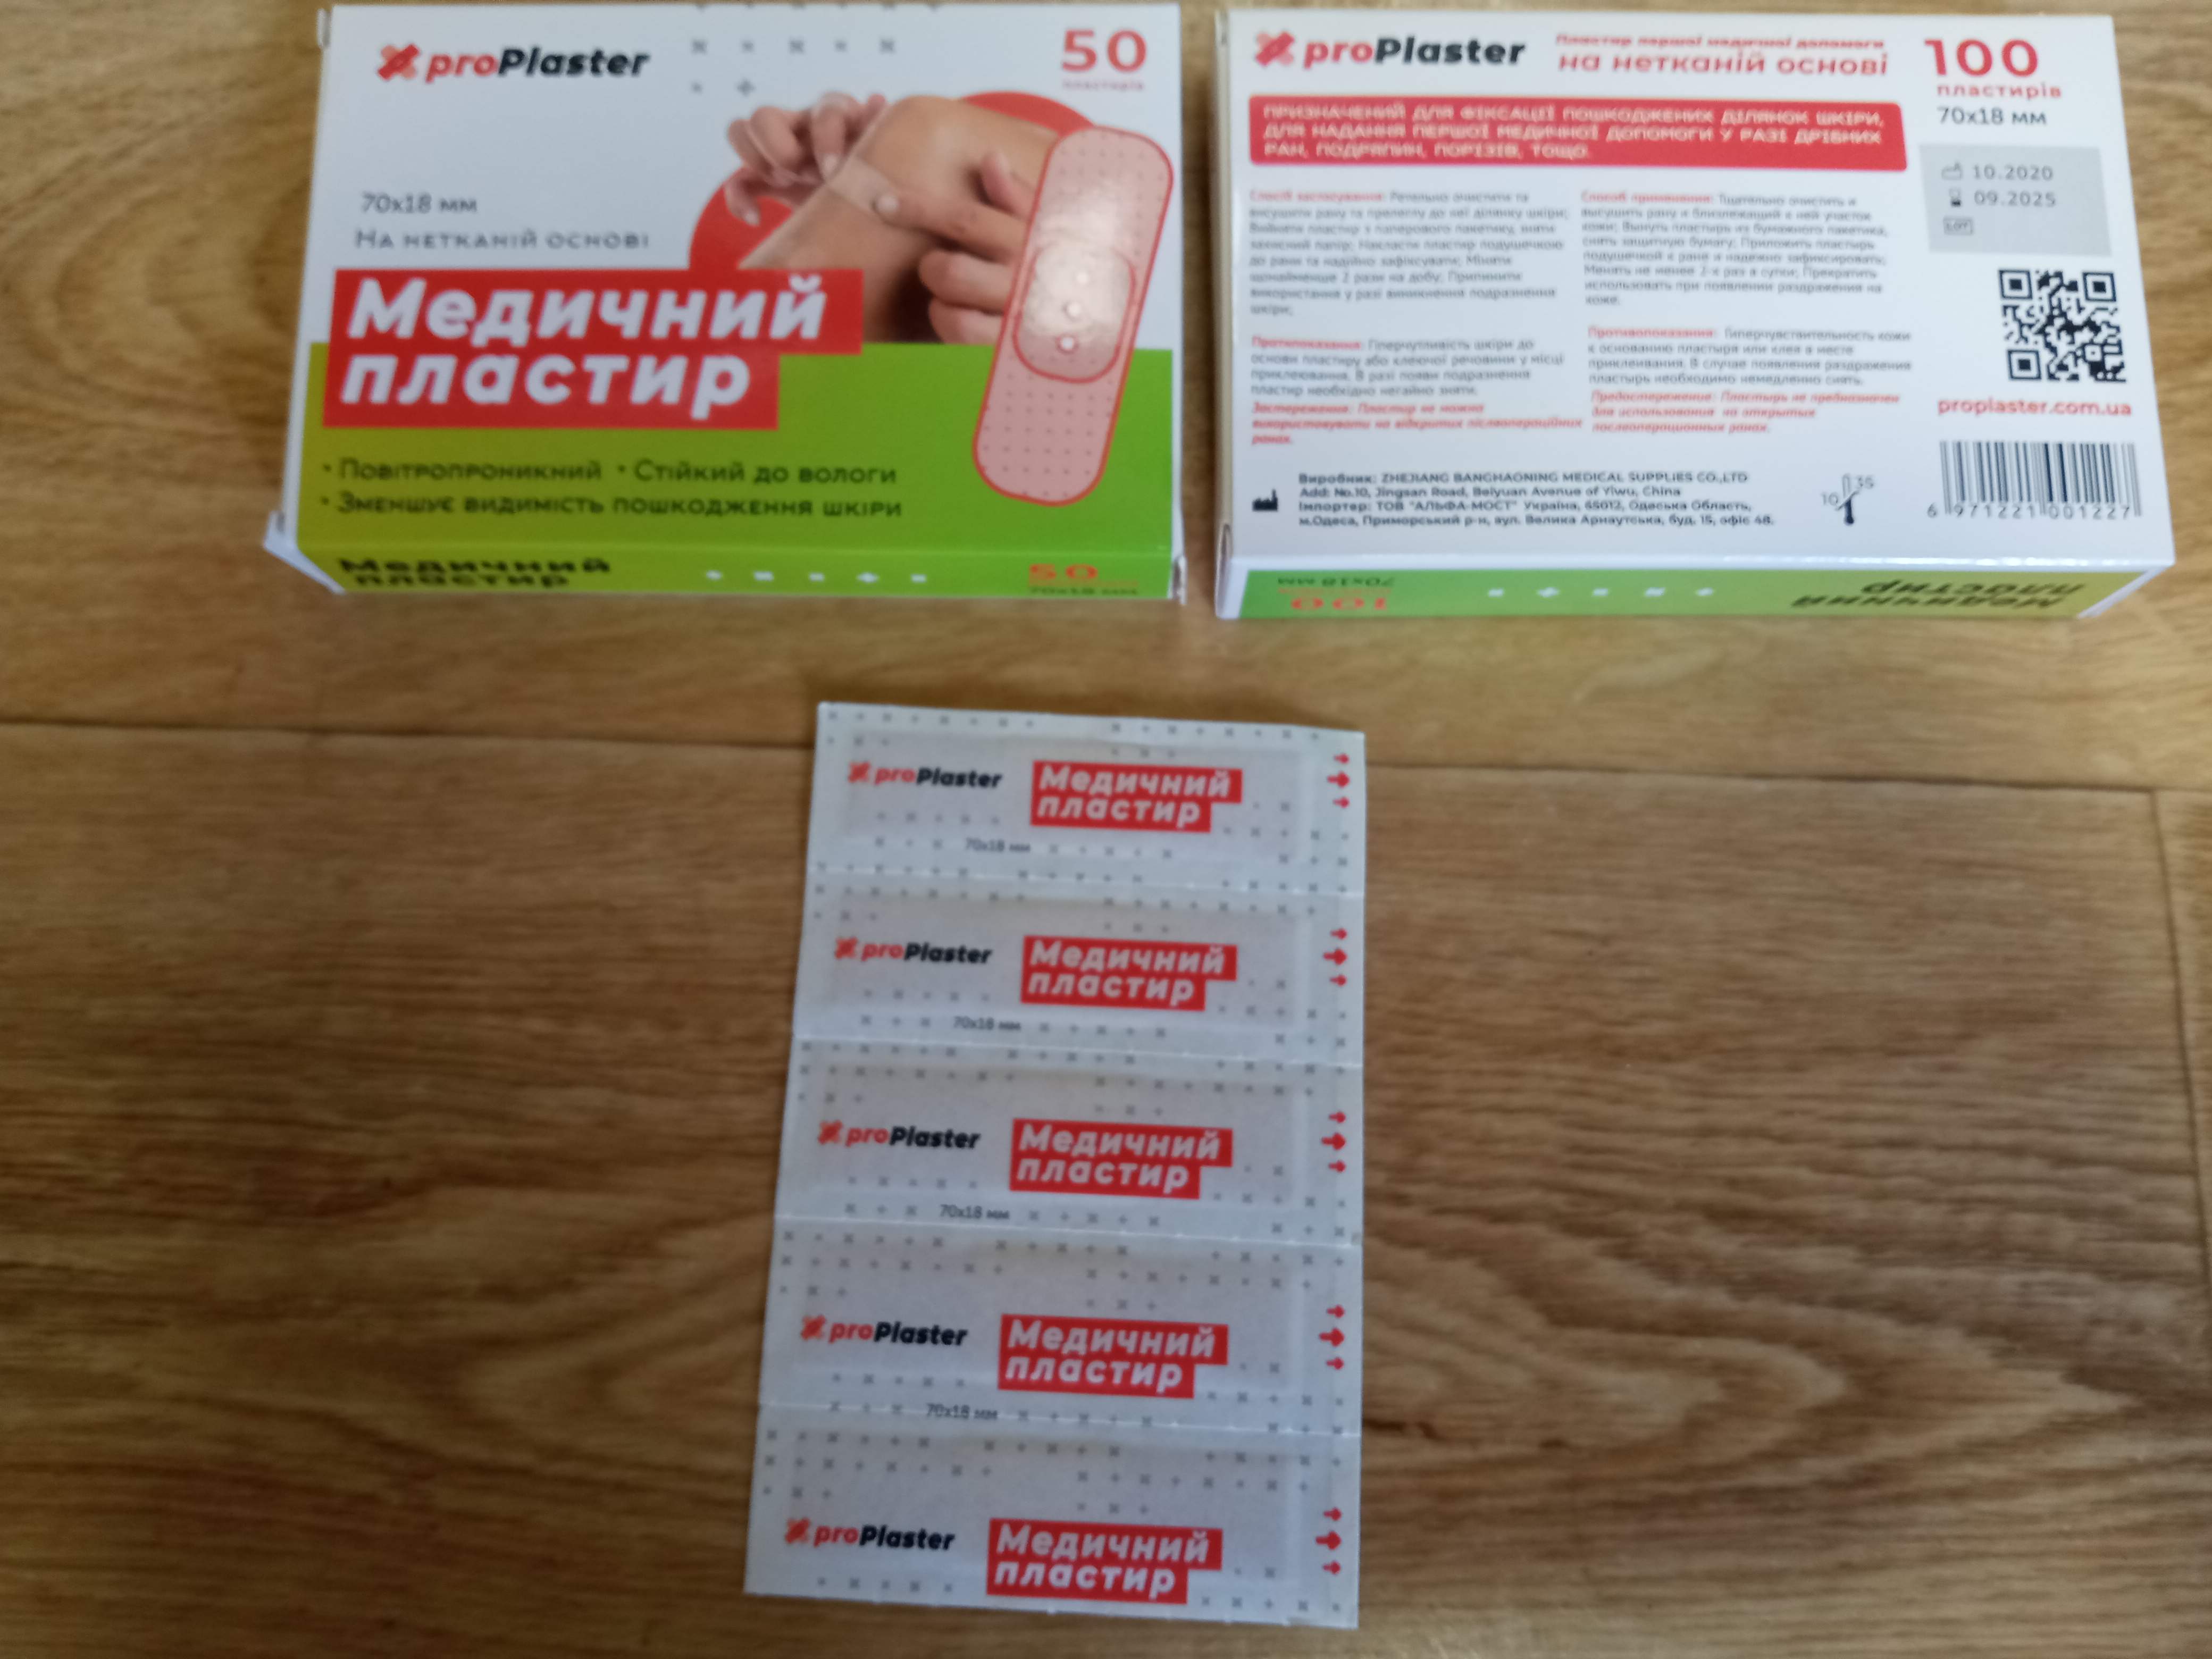 proPlaster
50
пластирів
70х18 мм
На нетканій основі
Медичний
пластир
• Повітропроникний • Стійкий до вологи
• Зменшує видимість пошкодження шкіри
Медичний
пластир
50
70х18 мм
proPlaster
Пластир першої медичної допомоги
на нетканій основі
100
пластирів
70х18 мм
ПРИЗНАЧЕНИЙ ДЛЯ ФІКСАЦІЇ ПОШКОДЖЕНИХ ДІЛЯНОК ШКІРИ,
ДЛЯ НАДАННЯ ПЕРШОЇ МЕДИЧНОЇ ДОПОМОГИ У РАЗІ ДРІБНИХ
РАН, ПОДРЯПИН, ПОРІЗІВ, ТОЩО.
10.2020
09.2025
LOT
Спосіб застосування: Ретельно очистити та
висушити рану та прилеглу до неї ділянку шкіри;
Вийняти пластир з паперового пакетику, зняти
захисний папір; Накласти пластир подушечкою
до рани та надійно зафіксувати; Міняти
щонайменше 2 рази на добу; Припинити
використання у разі виникнення подразнення
шкіри;
Протипоказання: Гіперчутливість шкіри до
основи пластиру або клеючої речовини у місці
приклеювання. В разі появи подразнення
пластир необхідно негайно зняти.
Застереження: Пластир не можна
використовувати на відкритих післяопераційних
ранах.
Способ применения: Тщательно очистить и
высушить рану и близлежащий к ней участок
кожи; Вынуть пластырь из бумажного пакетика,
снять защитную бумагу; Приложить пластырь
подушечкой к ране и надежно зафиксировать;
Менять не менее 2-х раз в сутки; Прекратить
использовать при появлении раздражения на
коже.
Противопоказания: Гиперчувствительность кожи
к основанию пластыря или клея в месте
приклеивания. В случае появления раздражения
пластырь необходимо немедленно снять.
Предостережение: Пластырь не предназначен
для использования на открытых
послеоперационных ранах.
proplaster.com.ua
Виробник: ZHEJIANG BANGHAONING MEDICAL SUPPLIES CO.,LTD
Add: No.10, Jingsan Road, Beiyuan Avenue of Yiwu, China
Імпортер: ТОВ "АЛЬФА-МОСТ" Україна, 65012, Одеська Область,
м.Одеса, Приморський р-н, вул. Велика Арнаутська, буд. 15, офіс 48.
10 35
6 971221 001227
Медичний
пластир
100
70х18 мм
proPlaster
Медичний
пластир
70х18 мм
proPlaster
Медичний
пластир
70х18 мм
proPlaster
Медичний
пластир
70х18 мм
proPlaster
Медичний
пластир
70х18 мм
proPlaster
Медичний
пластир